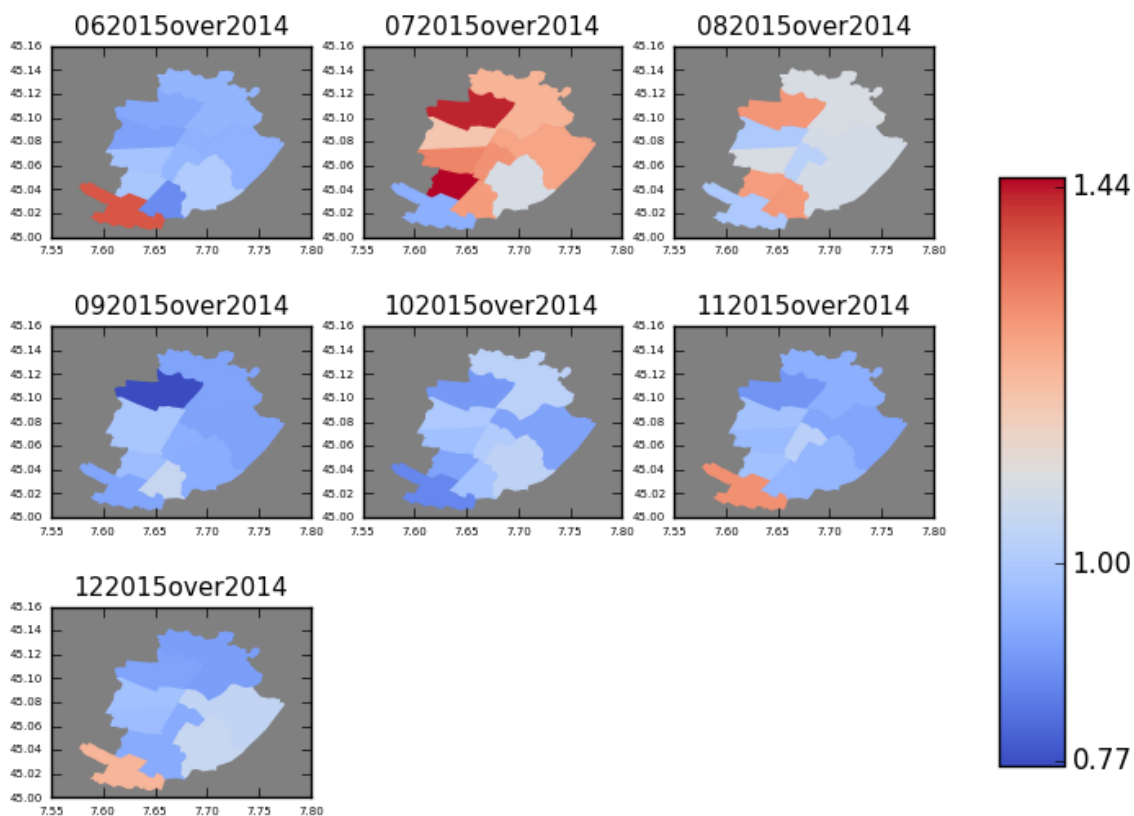 062015over2014 072015over2014 082015over2014
45.16 45.16 45.16
45.14 45.14 45.14
45.12 45.12 45.12
45.10 45.10 45.10
45.08 45.08 45.08
45.06 45.06 45.06
45.04 45.04 45.04
45.02 45.02 45.02
45.00 45.00 45.00
7.55 7.60 7.65 7.70 7.75 7.80 7.55 7.60 7.65 7.70 7.75 7.80 7.55 7.60 7.65 7.70 7.75 7.80
092015over2014 102015over2014 112015over2014
45.16 45.16 45.16
45.14 45.14 45.14
45.12 45.12 45.12
45.10 45.10 45.10
45.08 45.08 45.08
45.06 45.06 45.06
45.04 45.04 45.04
45.02 45.02 45.02
45.00 45.00 45.00
7.55 7.60 7.65 7.70 7.75 7.80 7.55 7.60 7.65 7.70 7.75 7.80 7.55 7.60 7.65 7.70 7.75 7.80
122015over2014
45.16
45.14
45.12
45.10
45.08
45.06
45.04
45.02
45.00
7.55 7.60 7.65 7.70 7.75 7.80
1.44
1.00
0.77